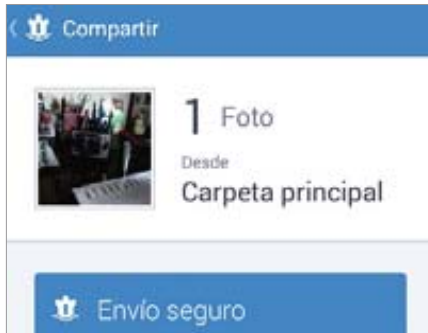 Compartir
1 Foto
Desde
Carpeta principal
Envío seguro